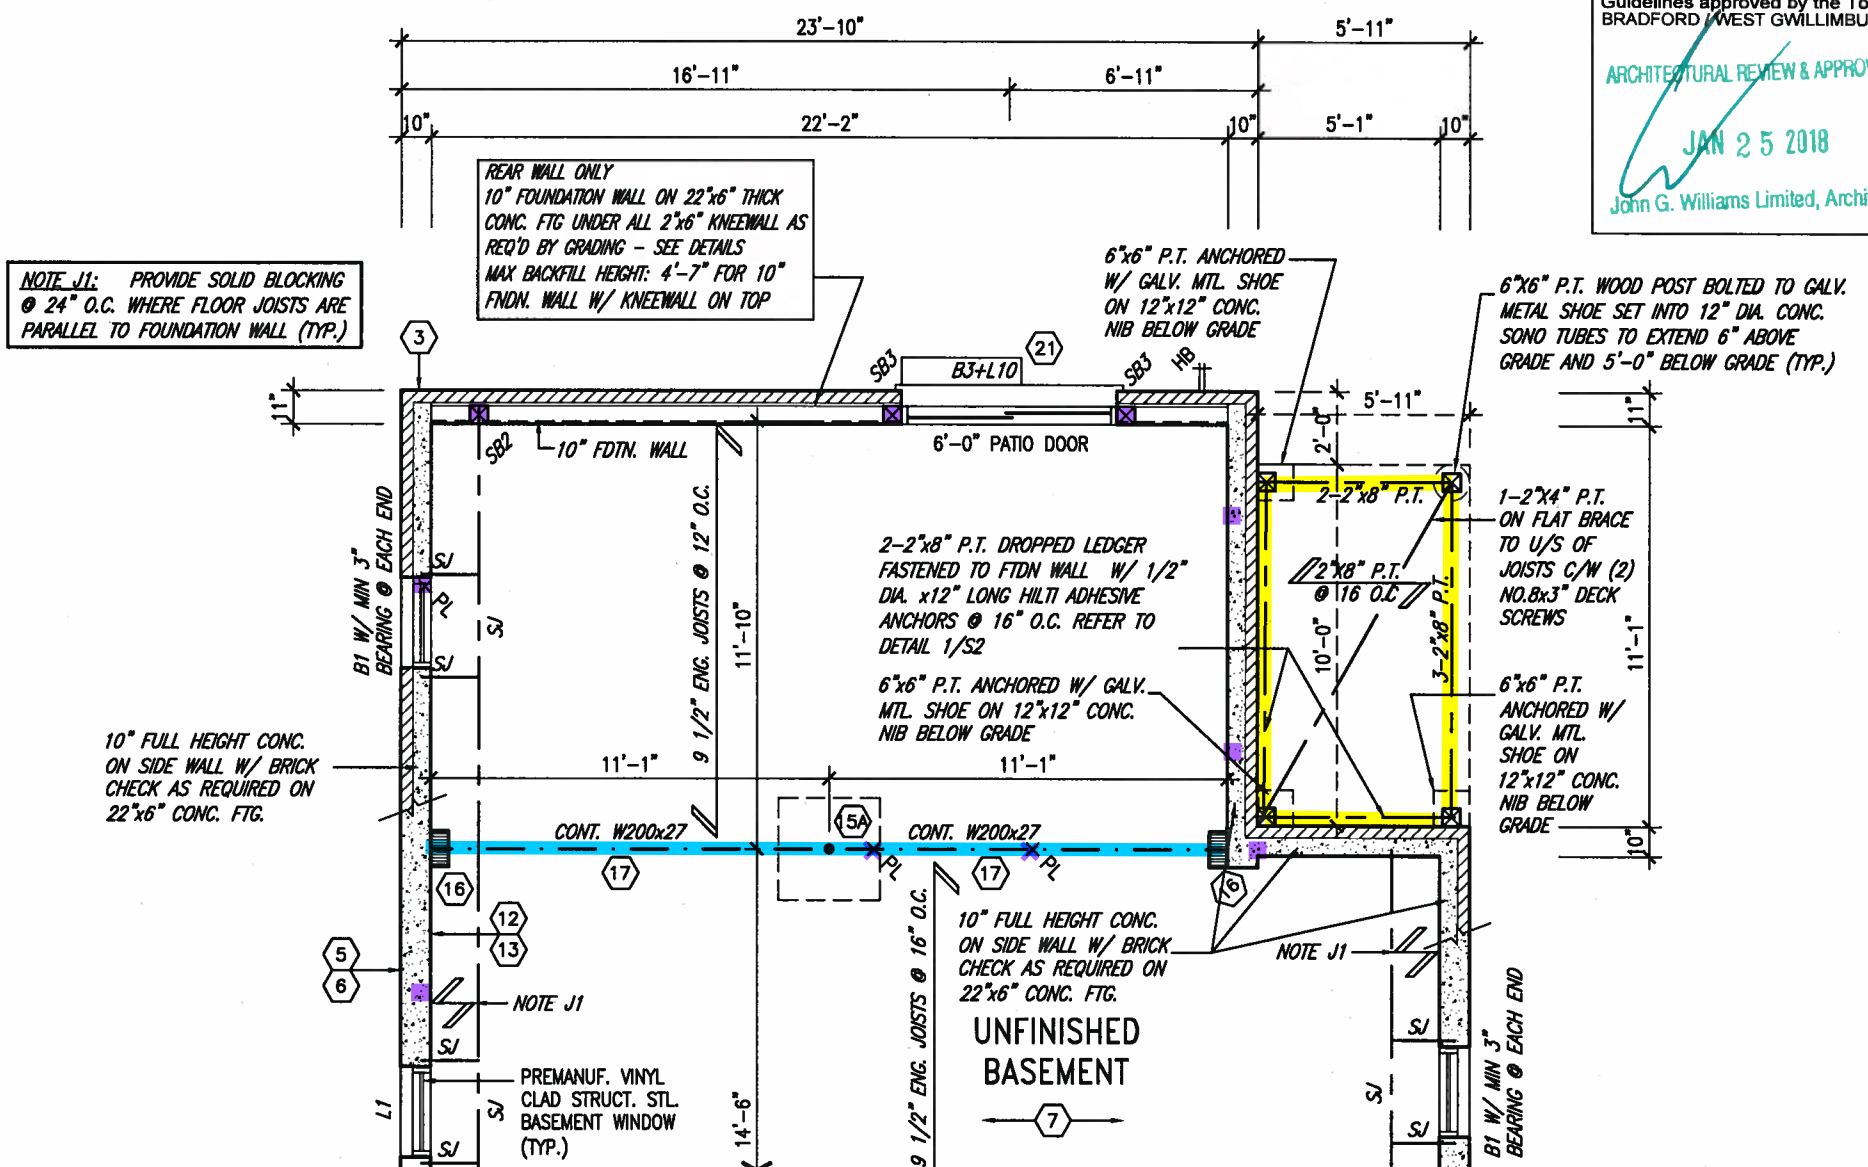 Guidelines approved by the To
BRADFORD WEST GWILLIMBU
ARCHITECTURAL REVIEW & APPROV
JAN 25 2018
John G. Williams Limited, Archi
23'-10"
5'-11"
16'-11"
6'-11"
10"
22'-2"
10"
5'-1"
10"
REAR WALL ONLY
10" FOUNDATION WALL ON 22"x6" THICK
CONC. FTG UNDER ALL 2"x6" KNEEWALL AS
REQ'D BY GRADING - SEE DETAILS
MAX BACKFILL HEIGHT: 4'-7" FOR 10"
FNDN. WALL W/ KNEEWALL ON TOP
NOTE J1: PROVIDE SOLID BLOCKING
@ 24" O.C. WHERE FLOOR JOISTS ARE
PARALLEL TO FOUNDATION WALL (TYP.)
6"x6" P.T. ANCHORED
W/ GALV. MTL. SHOE
ON 12"x12" CONC.
NIB BELOW GRADE
6"X6" P.T. WOOD POST BOLTED TO GALV.
METAL SHOE SET INTO 12" DIA. CONC.
SONO TUBES TO EXTEND 6" ABOVE
GRADE AND 5'-0" BELOW GRADE (TYP.)
3
21
SB3
B3+L10
SB3
HB
11"
5'-11"
2'-0"
11"
SB2
10" FDTN. WALL
6'-0" PATIO DOOR
2-2"x8" P.T.
1-2"X4" P.T.
ON FLAT BRACE
TO U/S OF
JOISTS C/W (2)
NO.8x3" DECK
SCREWS
B1 W/ MIN 3"
BEARING @ EACH END
SJ
PL
SJ
SJ
9 1/2" ENG. JOISTS @ 12" O.C.
11'-10"
2-2"x8" P.T. DROPPED LEDGER
FASTENED TO FTDN WALL W/ 1/2"
DIA. x12" LONG HILTI ADHESIVE
ANCHORS @ 16" O.C. REFER TO
DETAIL 1/S2
2"X8" P.T.
@ 16 O.C
10'-0"
3-2"x8" P.T.
11'-1"
6"x6" P.T. ANCHORED W/ GALV.
MTL. SHOE ON 12"x12" CONC.
NIB BELOW GRADE
6"x6" P.T.
ANCHORED W/
GALV. MTL.
SHOE ON
12"x12" CONC.
NIB BELOW
GRADE
10" FULL HEIGHT CONC.
ON SIDE WALL W/ BRICK
CHECK AS REQUIRED ON
22"x6" CONC. FTG.
11'-1"
11'-1"
CONT. W200x27
15A
CONT. W200x27
10"
16
17
PL
17
PL
16
12
13
5
6
NOTE J1
9 1/2" ENG. JOISTS @ 16" O.C.
10" FULL HEIGHT CONC.
ON SIDE WALL W/ BRICK
CHECK AS REQUIRED ON
22"x6" CONC. FTG.
NOTE J1
UNFINISHED
BASEMENT
7
SJ
L1
SJ
SJ
PREMANUF. VINYL
CLAD STRUCT. STL.
BASEMENT WINDOW
(TYP.)
14'-6"
SJ
SJ
SJ
B1 W/ MIN 3"
BEARING @ EACH END